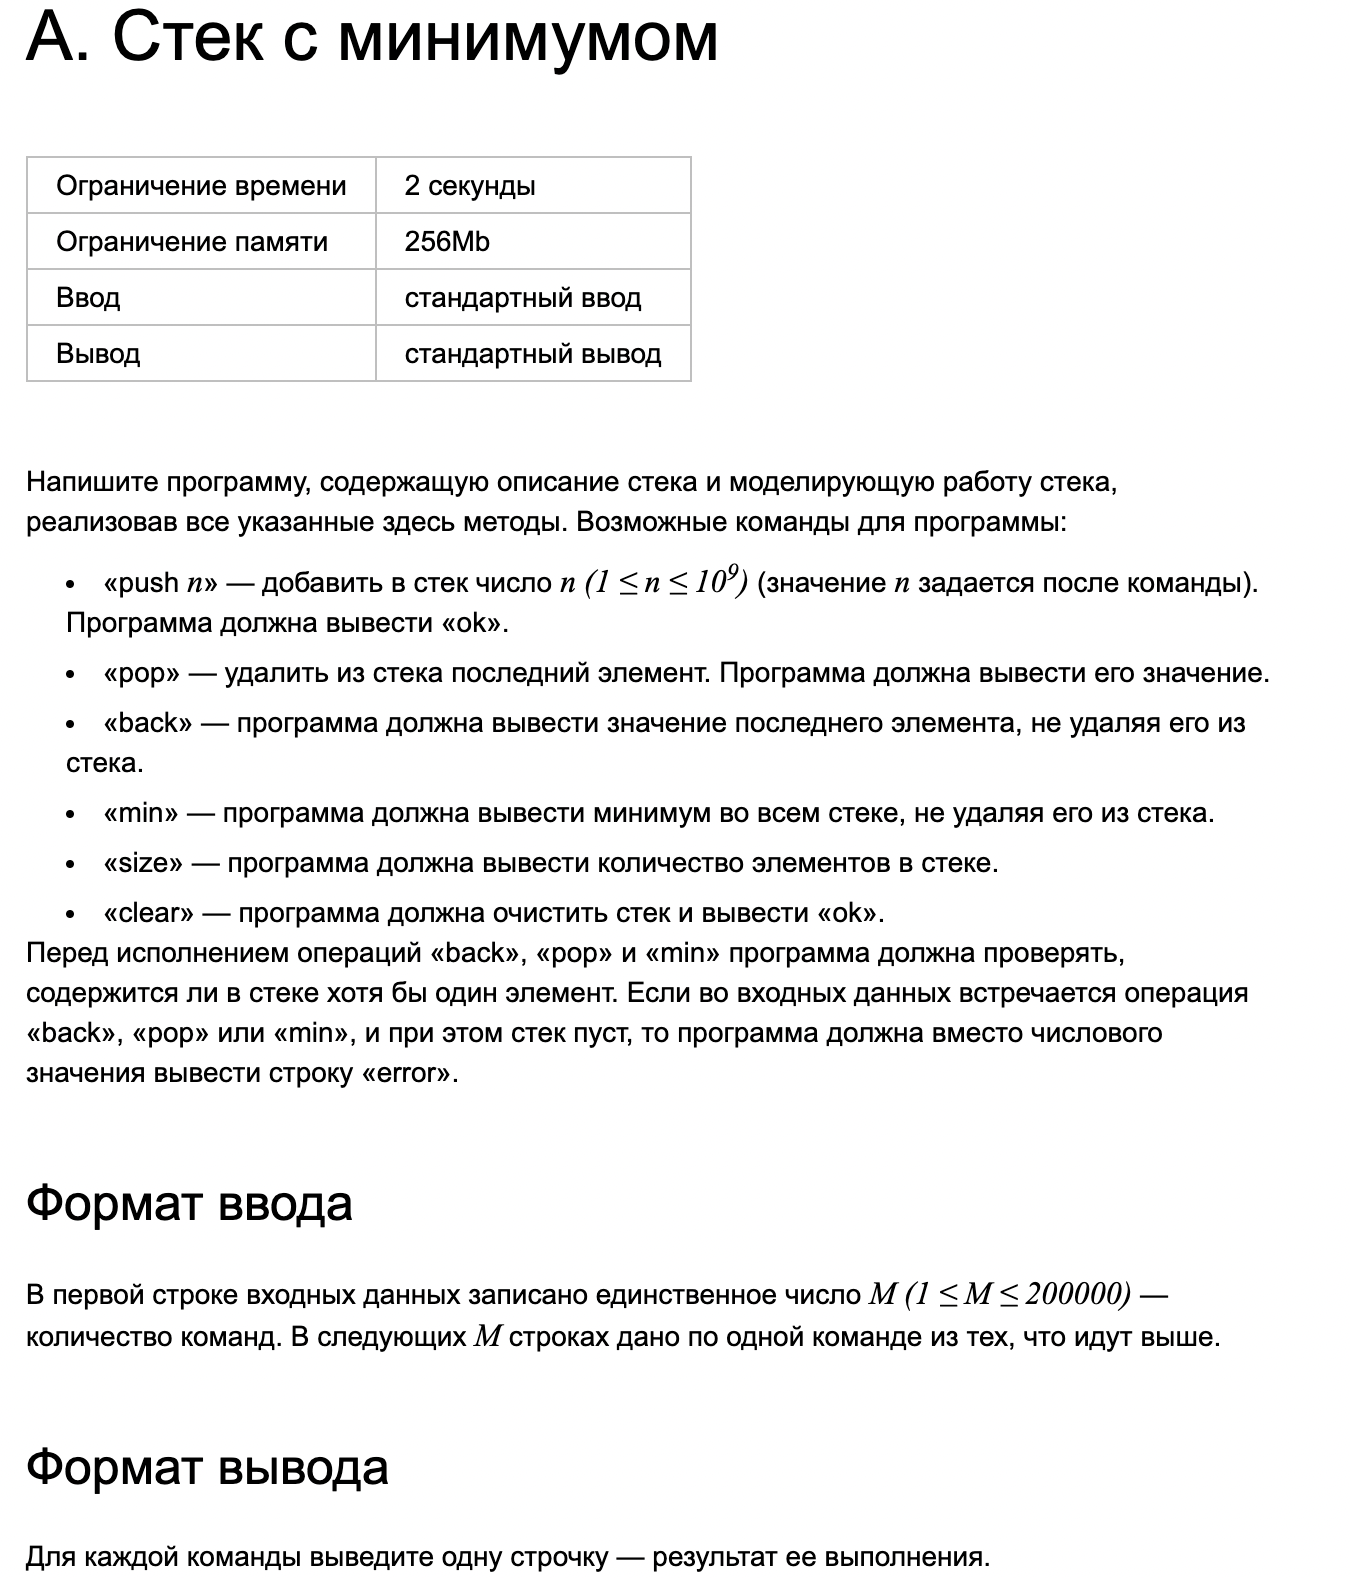 А. Стек с минимумом
Ограничение времени 2 секунды
Ограничение памяти 256Mb
Ввод стандартный ввод
Вывод стандартный вывод
Напишите программу, содержащую описание стека и моделирующую работу стека,
реализовав все указанные здесь методы. Возможные команды для программы:
• «push n» — добавить в стек число n (1 ≤ n ≤ 10⁹) (значение n задается после команды).
Программа должна вывести «ok».
• «pop» — удалить из стека последний элемент. Программа должна вывести его значение.
• «back» — программа должна вывести значение последнего элемента, не удаляя его из
стека.
• «min» — программа должна вывести минимум во всем стеке, не удаляя его из стека.
• «size» — программа должна вывести количество элементов в стеке.
• «clear» — программа должна очистить стек и вывести «ok».
Перед исполнением операций «back», «pop» и «min» программа должна проверять,
содержится ли в стеке хотя бы один элемент. Если во входных данных встречается операция
«back», «pop» или «min», и при этом стек пуст, то программа должна вместо числового
значения вывести строку «error».
Формат ввода
В первой строке входных данных записано единственное число M (1 ≤ M ≤ 200000) —
количество команд. В следующих M строках дано по одной команде из тех, что идут выше.
Формат вывода
Для каждой команды выведите одну строчку — результат ее выполнения.